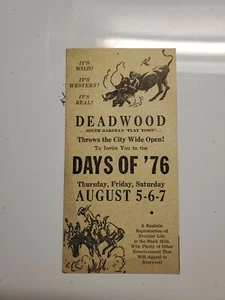 IT'S
WILD!
IT'S
WESTERN!
IT'S
REAL!
DEADWOOD
...SOUTH DAKOTA'S "PLAY TOWN"...
Throws the City Wide Open!
To Invite You to the
DAYS OF '76
Thursday, Friday, Saturday
AUGUST 5-6-7
A Realistic
Reproduction of
Frontier Life
in the Black Hills,
With Plenty of Other
Entertainment That
Will Appeal to
Everyone!